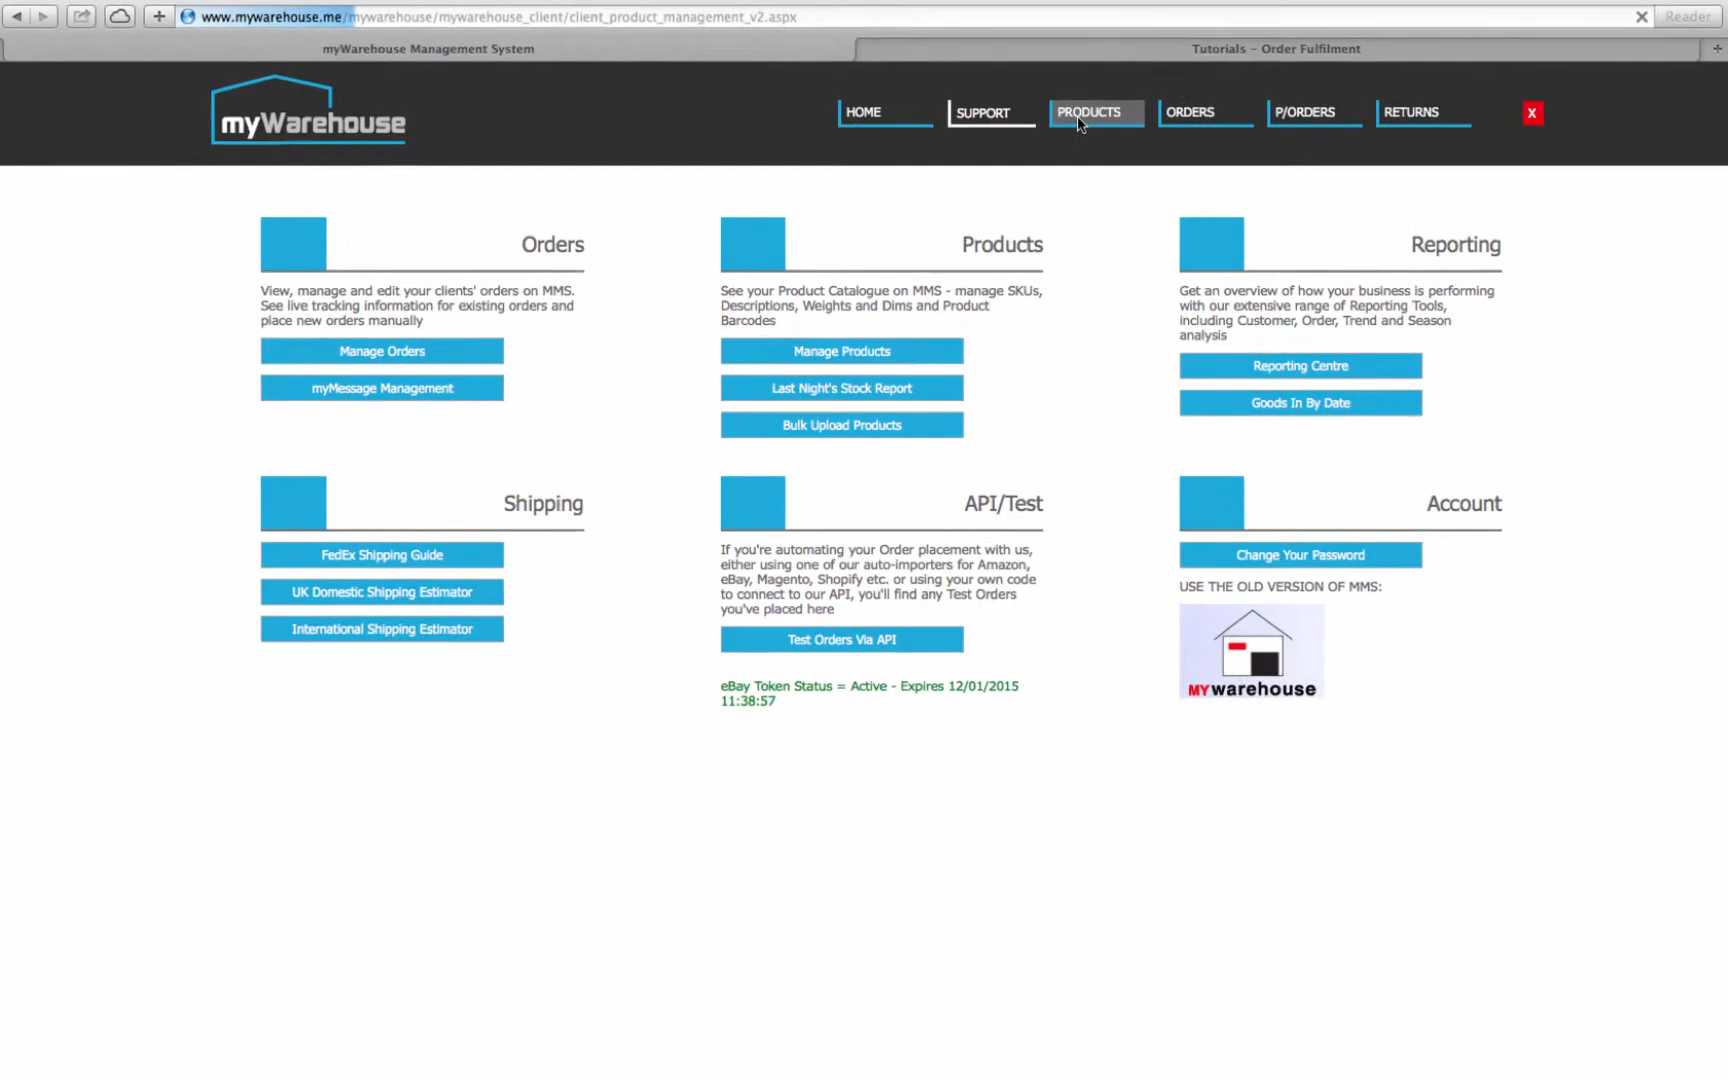 www.mywarehouse.me/mywarehouse/mywarehouse_client/client_product_management_v2.aspx
Reader
myWarehouse Management System
Tutorials – Order Fulfilment
myWarehouse
HOME
SUPPORT
PRODUCTS
ORDERS
P/ORDERS
RETURNS
X
Orders
View, manage and edit your clients' orders on MMS.
See live tracking information for existing orders and
place new orders manually
Manage Orders
myMessage Management
Products
See your Product Catalogue on MMS - manage SKUs,
Descriptions, Weights and Dims and Product
Barcodes
Manage Products
Last Night's Stock Report
Bulk Upload Products
Reporting
Get an overview of how your business is performing
with our extensive range of Reporting Tools,
including Customer, Order, Trend and Season
analysis
Reporting Centre
Goods In By Date
Shipping
FedEx Shipping Guide
UK Domestic Shipping Estimator
International Shipping Estimator
API/Test
If you're automating your Order placement with us,
either using one of our auto-importers for Amazon,
eBay, Magento, Shopify etc. or using your own code
to connect to our API, you'll find any Test Orders
you've placed here
Test Orders Via API
eBay Token Status = Active - Expires 12/01/2015
11:38:57
Account
Change Your Password
USE THE OLD VERSION OF MMS:
MYwarehouse